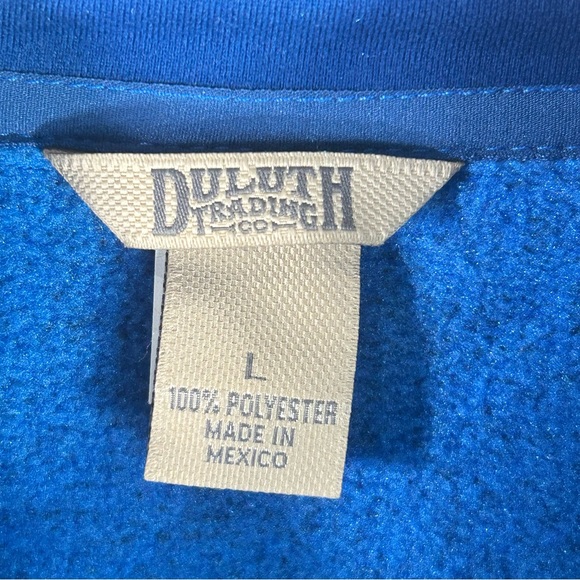 DULUTH
TRADING
CO
L
100% POLYESTER
MADE IN
MEXICO